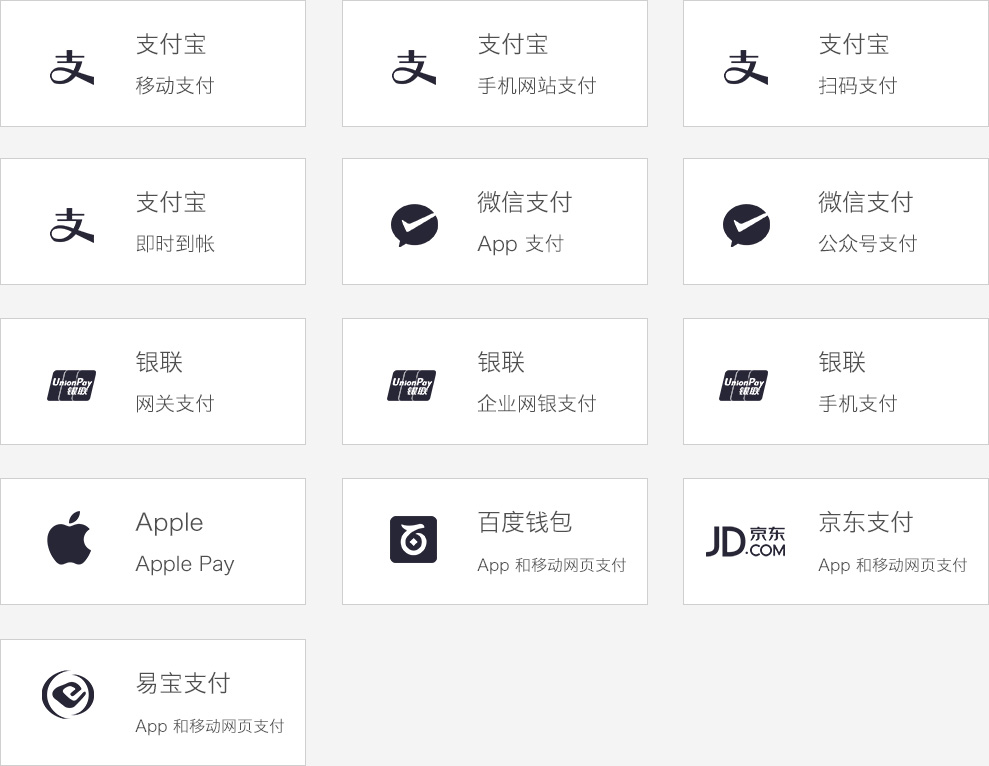 支付宝
移动支付
支付宝
手机网站支付
支付宝
扫码支付
支付宝
即时到帐
微信支付
App 支付
微信支付
公众号支付
UnionPay
银联
银联
网关支付
UnionPay
银联
银联
企业网银支付
UnionPay
银联
银联
手机支付
Apple
Apple Pay
百度钱包
App 和移动网页支付
JD京东
.COM
京东支付
App 和移动网页支付
易宝支付
App 和移动网页支付